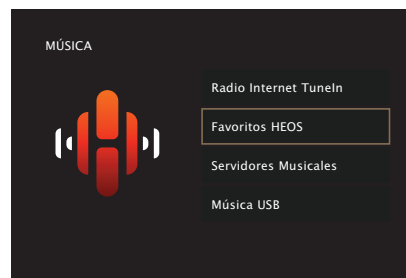 MÚSICA
Radio Internet TuneIn
Favoritos HEOS
Servidores Musicales
Música USB